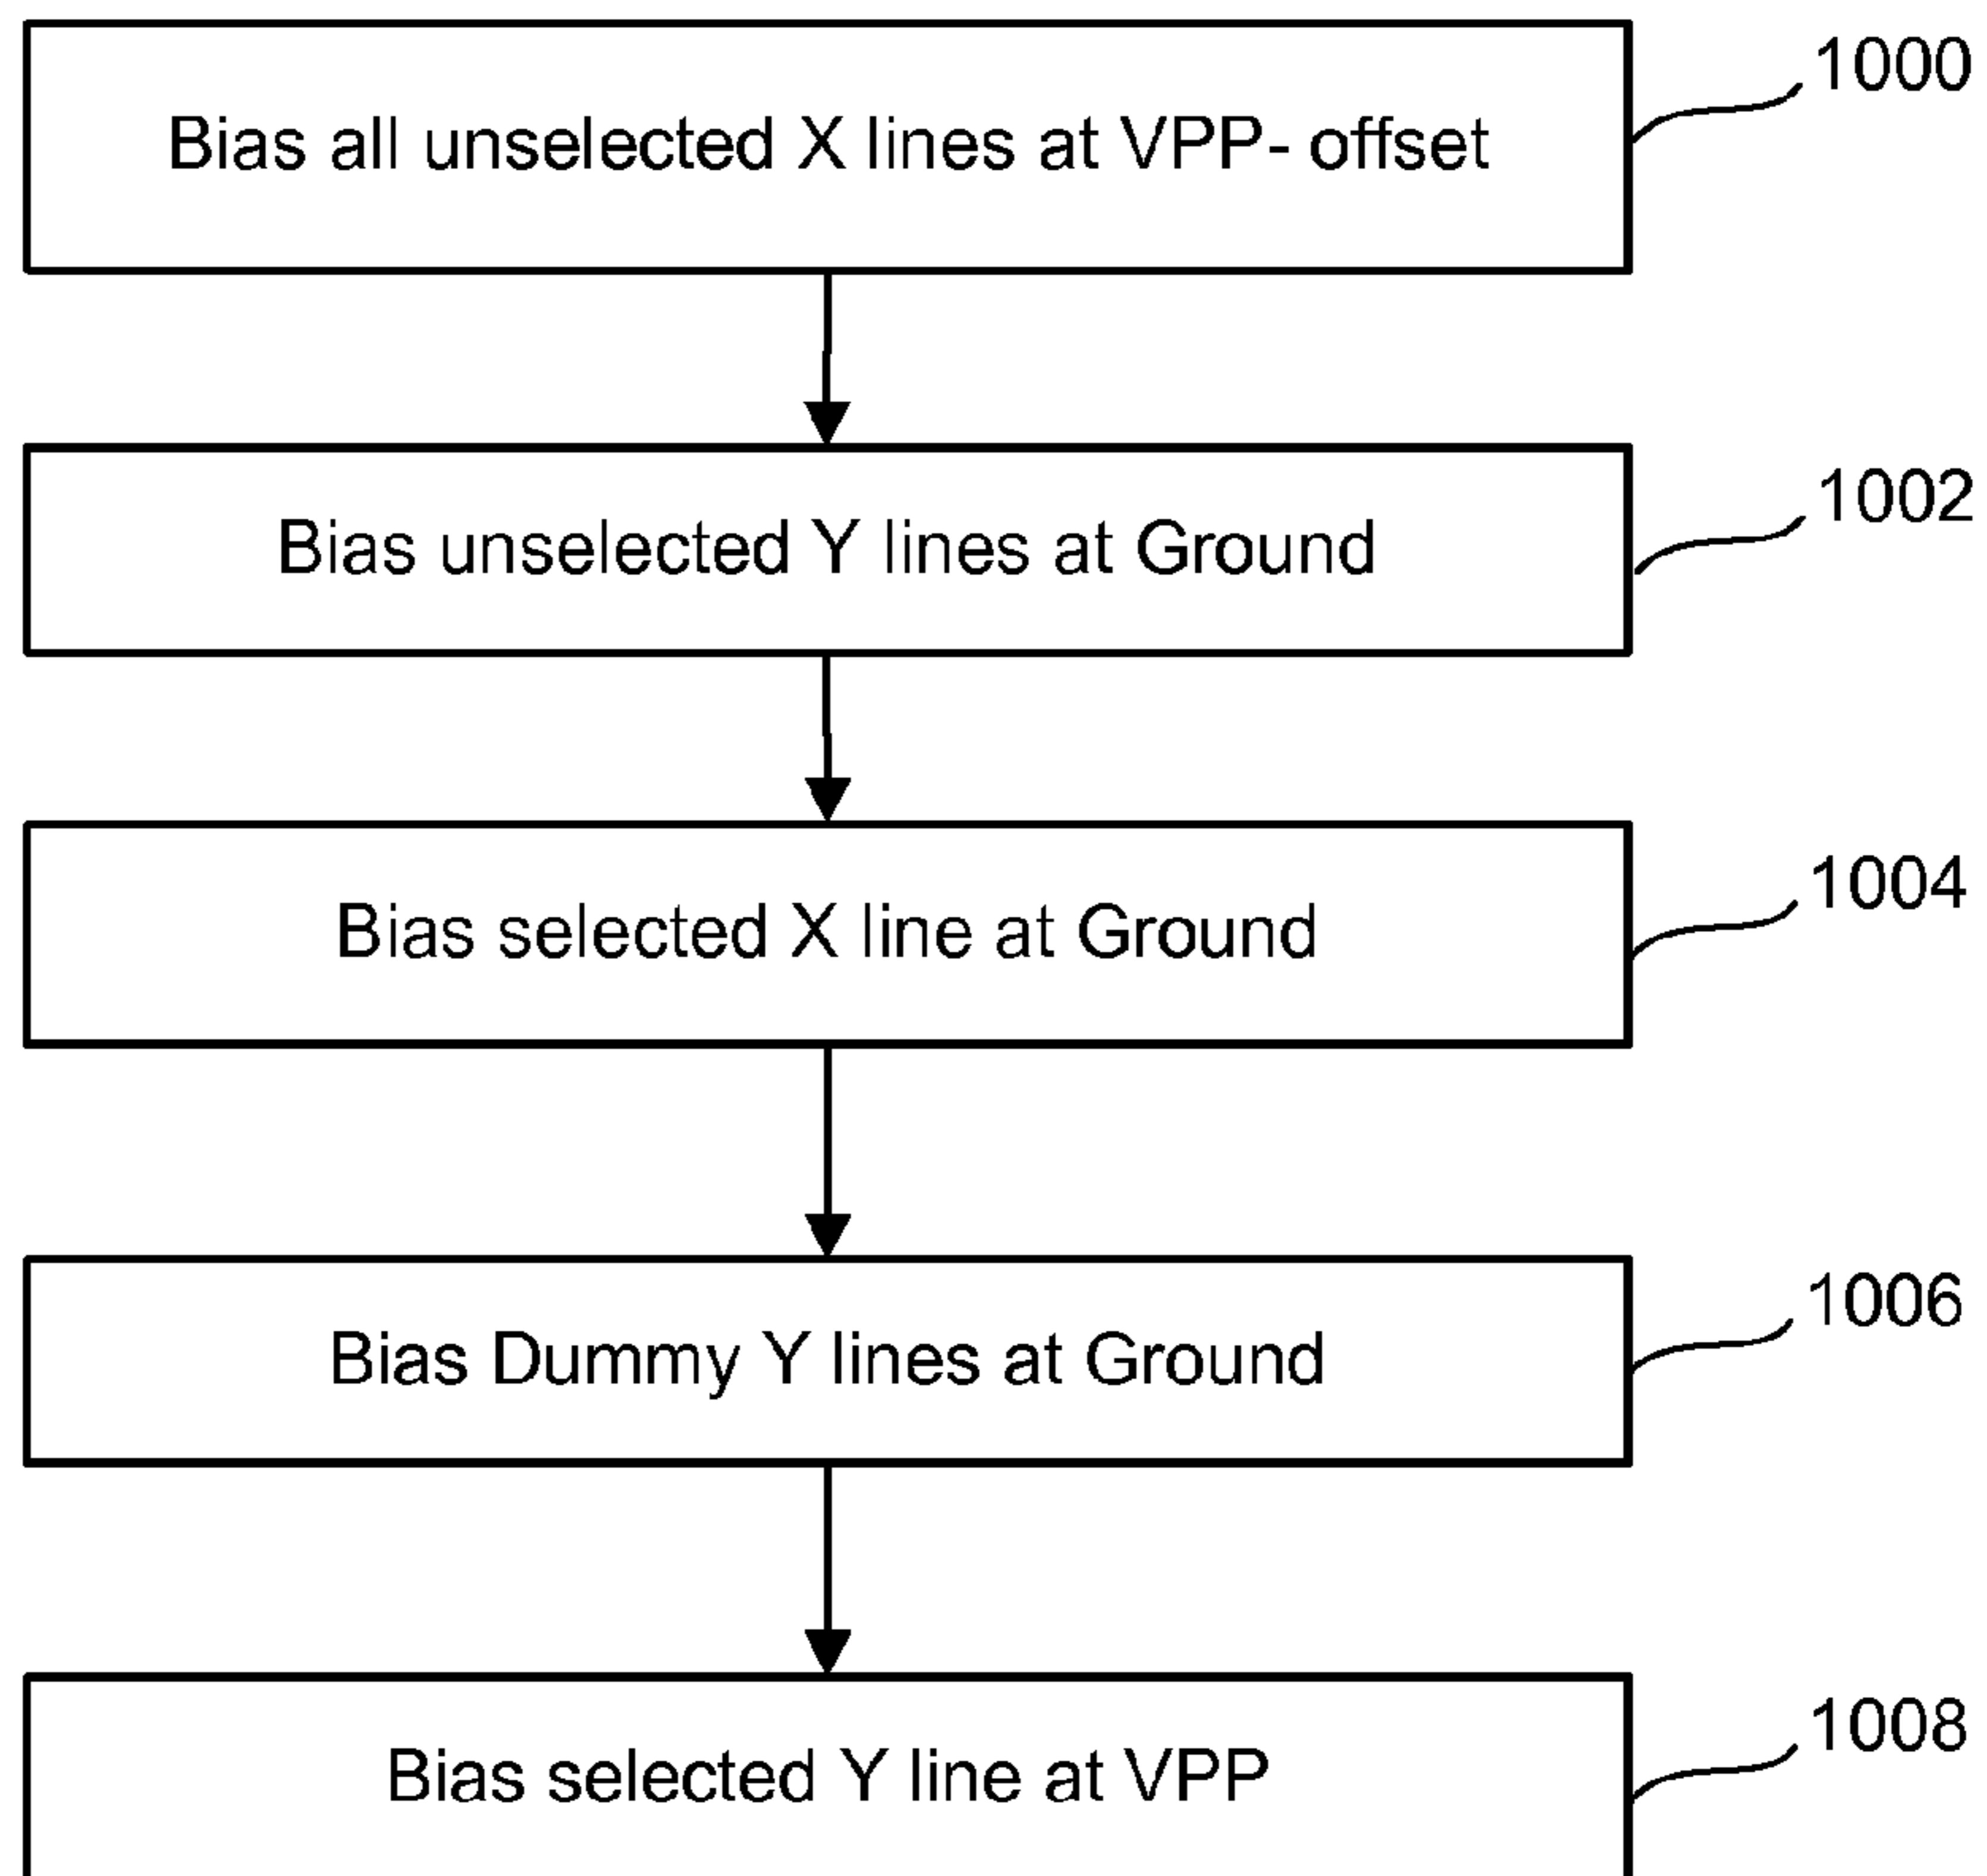 Bias all unselected X lines at VPP- offset
1000
Bias unselected Y lines at Ground
1002
Bias selected X line at Ground
1004
Bias Dummy Y lines at Ground
1006
Bias selected Y line at VPP
1008